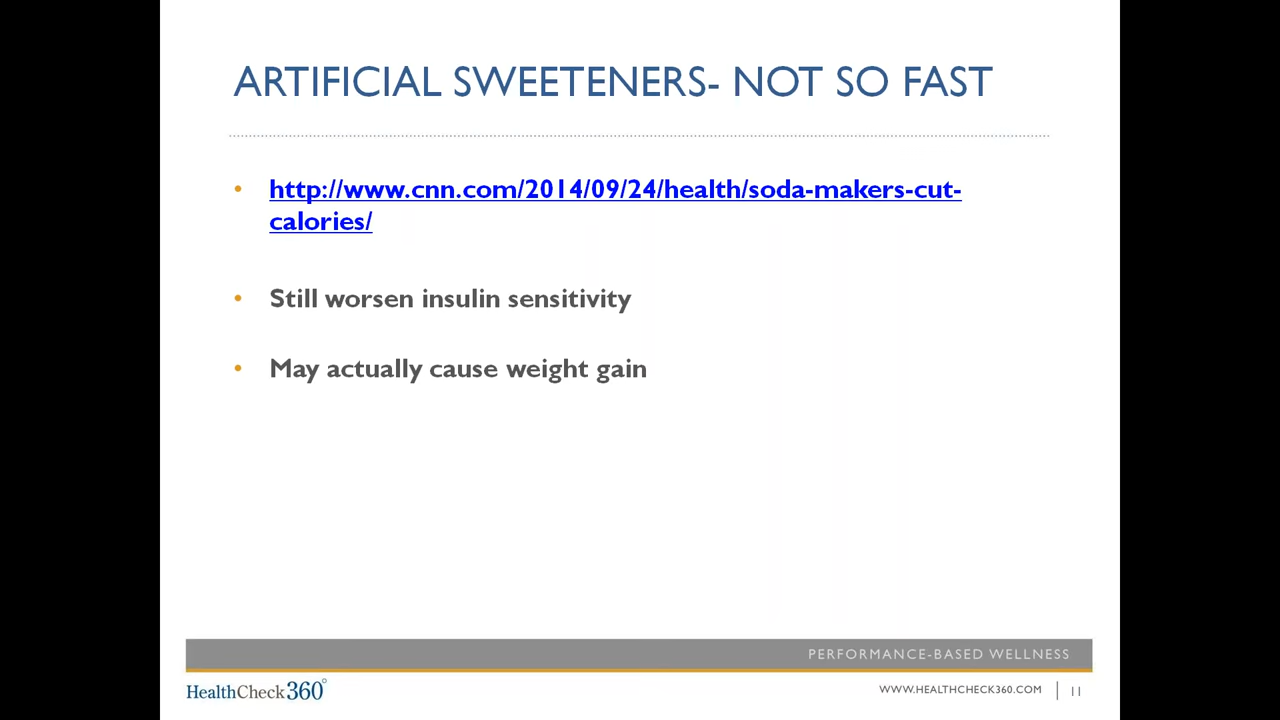 ARTIFICIAL SWEETENERS- NOT SO FAST
• http://www.cnn.com/2014/09/24/health/soda-makers-cut-
calories/
• Still worsen insulin sensitivity
• May actually cause weight gain
PERFORMANCE-BASED WELLNESS
HealthCheck360°
WWW.HEALTHCHECK360.COM | 11